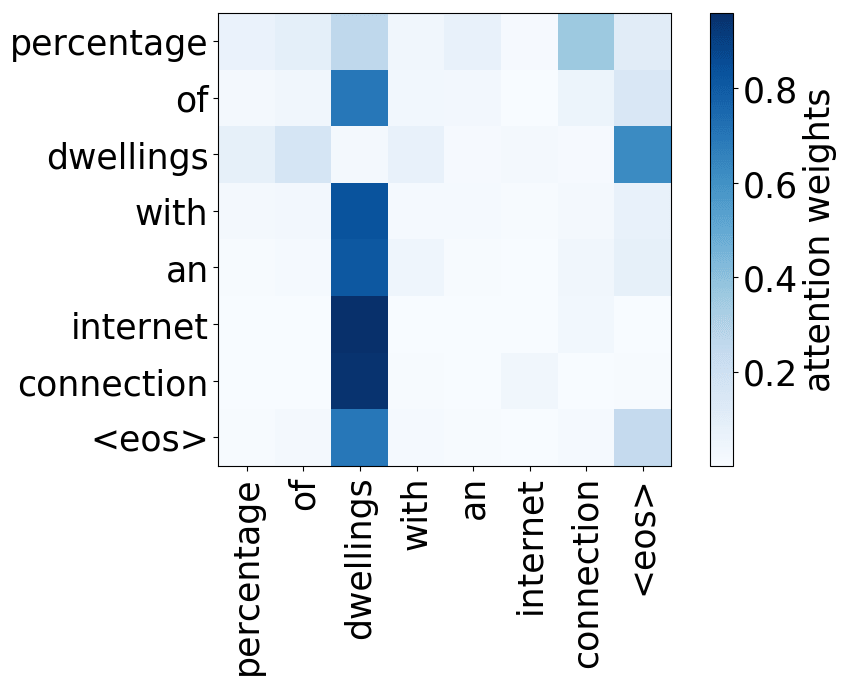 percentage
of
dwellings
with
an
internet
connection
<eos>
percentage
of
dwellings
with
an
internet
connection
<eos>
0.8
0.6
0.4
0.2
attention weights